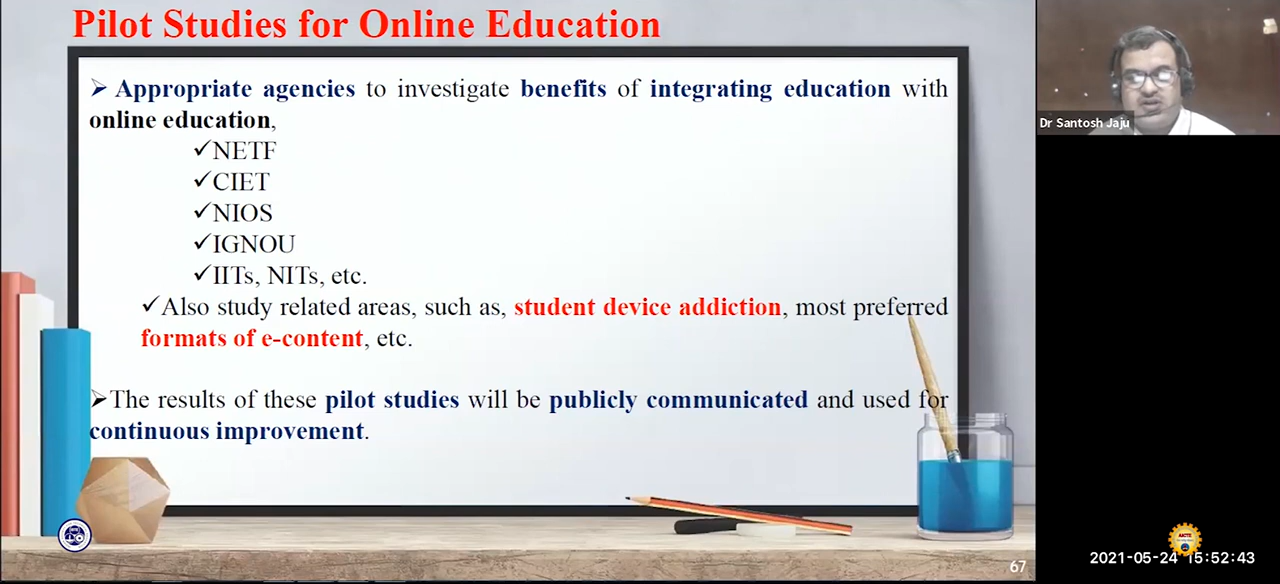 Pilot Studies for Online Education
➢ Appropriate agencies to investigate benefits of integrating education with
online education,
✓NETF
✓CIET
✓NIOS
✓IGNOU
✓IITs, NITs, etc.
✓Also study related areas, such as, student device addiction, most preferred
formats of e-content, etc.
➢The results of these pilot studies will be publicly communicated and used for
continuous improvement.
67
Dr Santosh Jaju
AICTE
2021-05-24 15:52:43